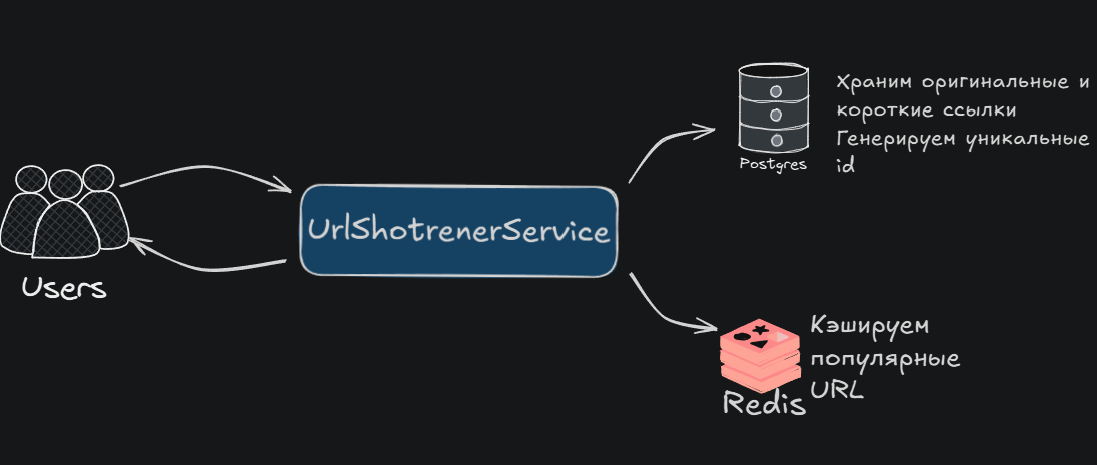 Users
UrlShotrenerService
Postgres
Храним оригинальные и
короткие ссылки
Генерируем уникальные
id
Redis
Кэшируем
популярные
URL